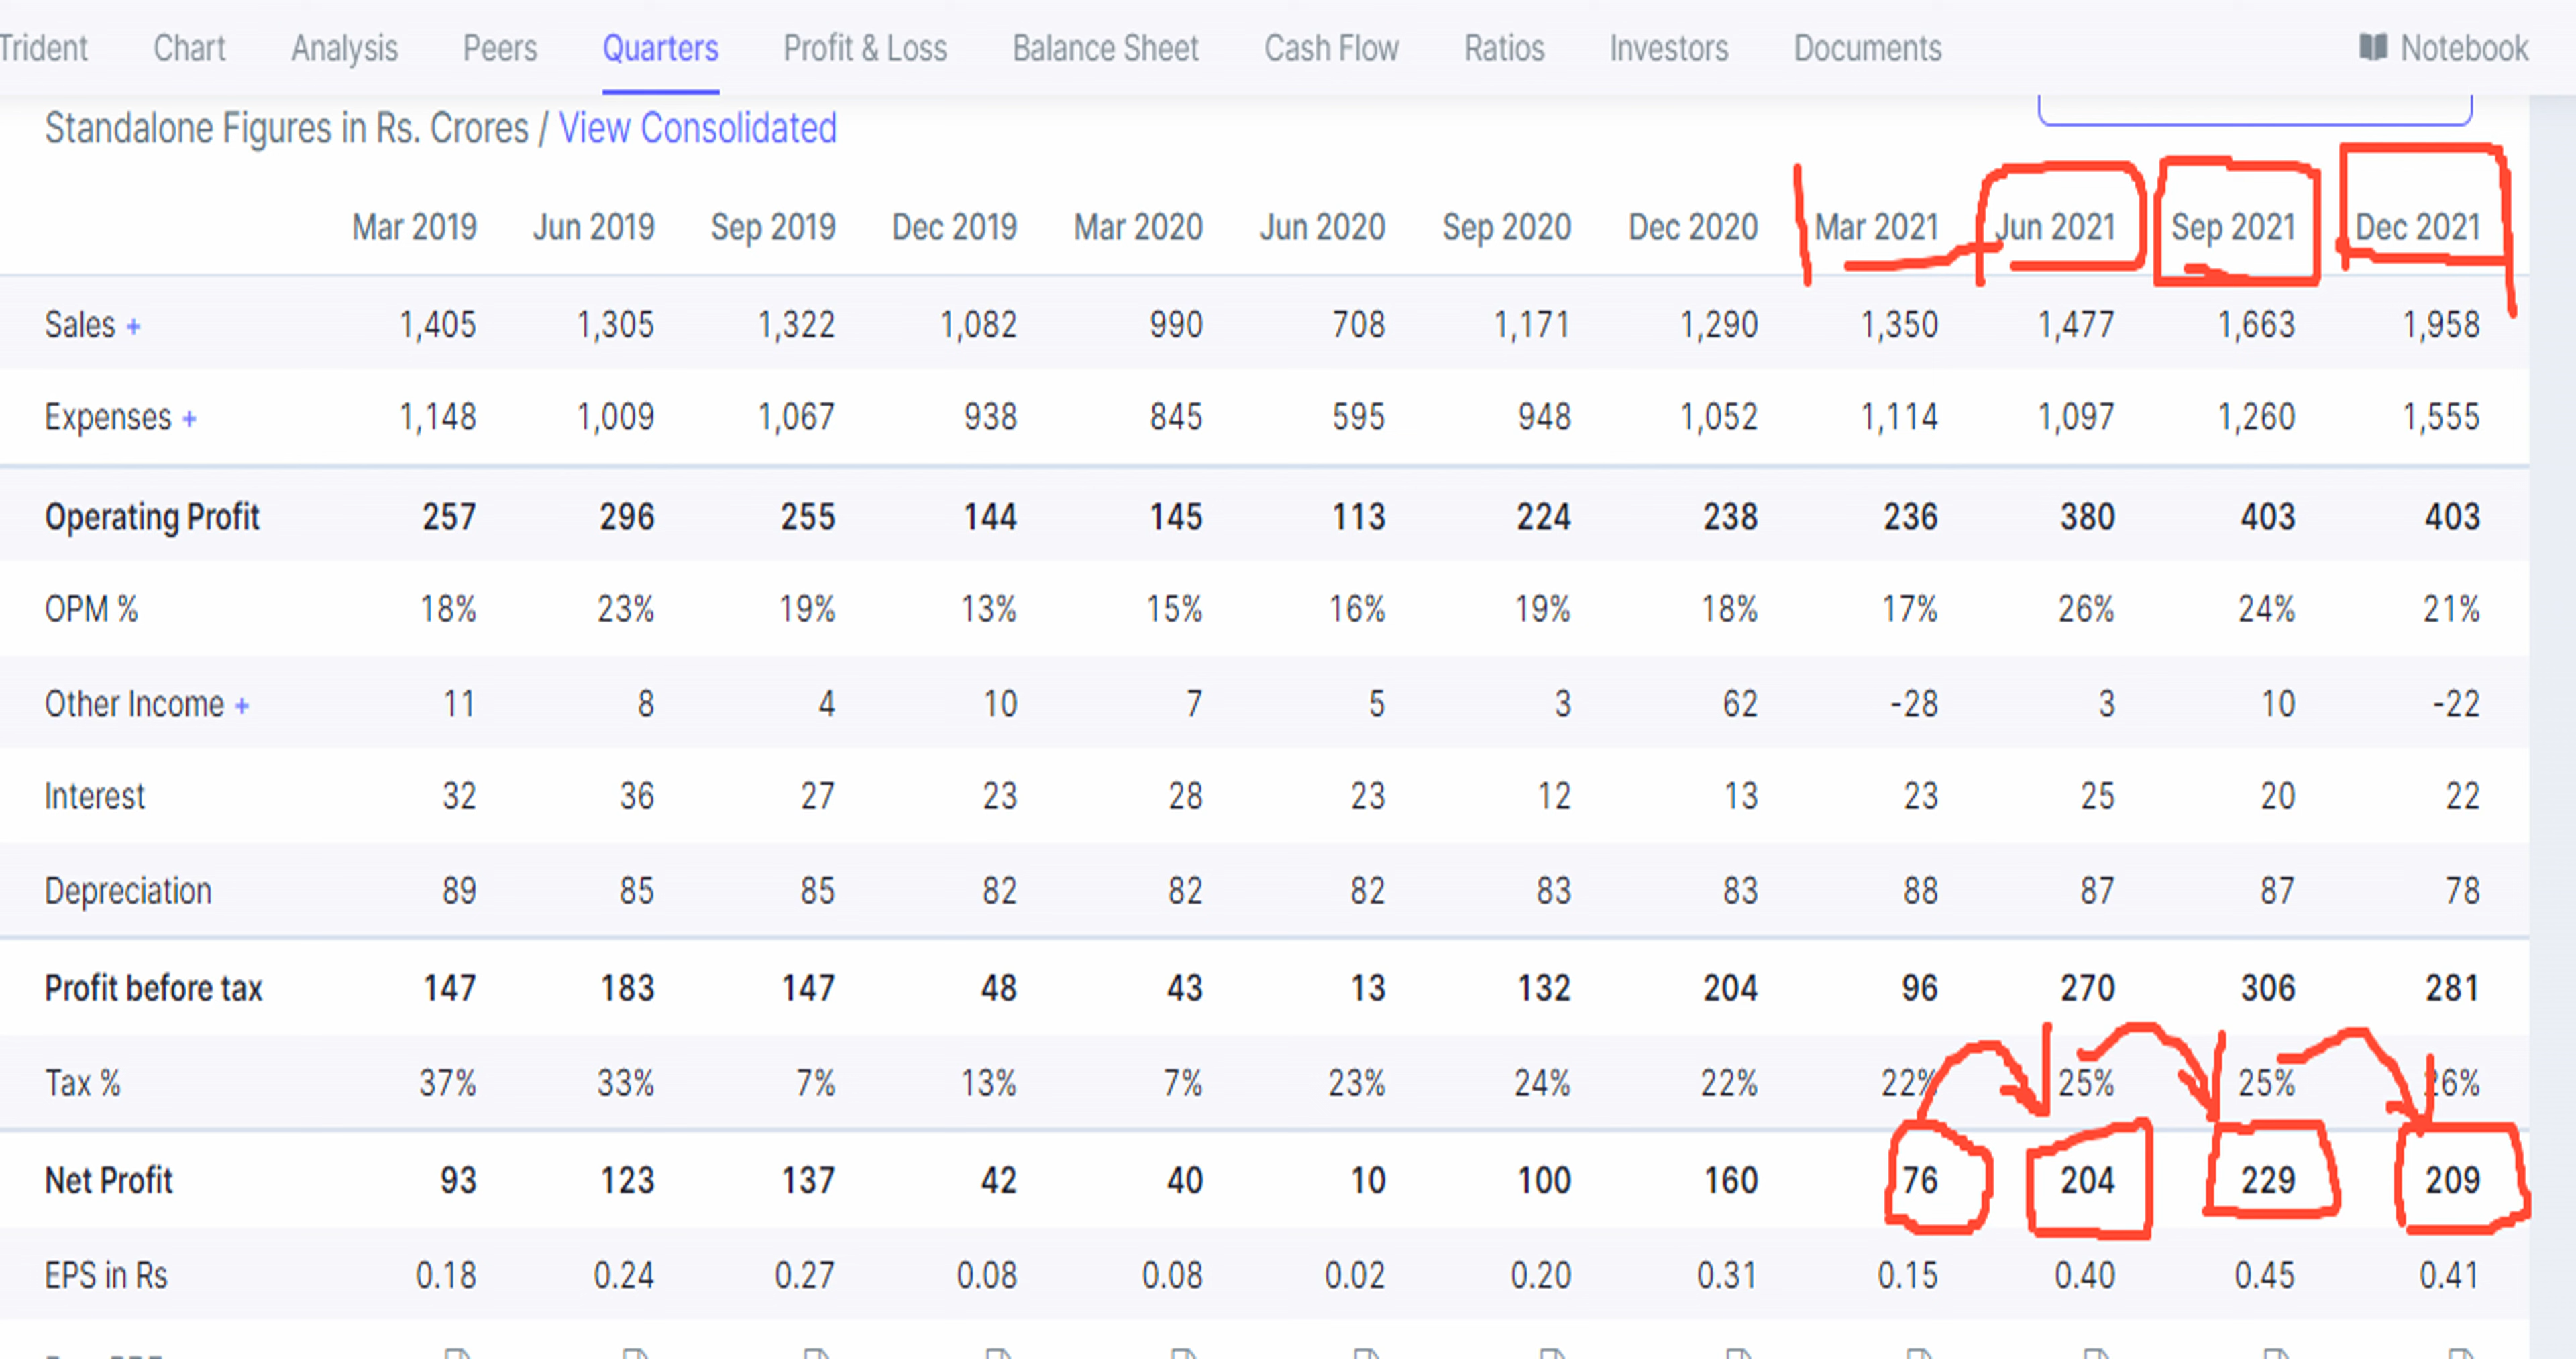 Trident Chart Analysis Peers Quarters Profit & Loss Balance Sheet Cash Flow Ratios Investors Documents Notebook
Standalone Figures in Rs. Crores / View Consolidated
Mar 2019 Jun 2019 Sep 2019 Dec 2019 Mar 2020 Jun 2020 Sep 2020 Dec 2020 Mar 2021 Jun 2021 Sep 2021 Dec 2021
Sales + 1,405 1,305 1,322 1,082 990 708 1,171 1,290 1,350 1,477 1,663 1,958
Expenses + 1,148 1,009 1,067 938 845 595 948 1,052 1,114 1,097 1,260 1,555
Operating Profit 257 296 255 144 145 113 224 238 236 380 403 403
OPM % 18% 23% 19% 13% 15% 16% 19% 18% 17% 26% 24% 21%
Other Income + 11 8 4 10 7 5 3 62 -28 3 10 -22
Interest 32 36 27 23 28 23 12 13 23 25 20 22
Depreciation 89 85 85 82 82 82 83 83 88 87 87 78
Profit before tax 147 183 147 48 43 13 132 204 96 270 306 281
Tax % 37% 33% 7% 13% 7% 23% 24% 22% 22% 25% 25% 26%
Net Profit 93 123 137 42 40 10 100 160 76 204 229 209
EPS in Rs 0.18 0.24 0.27 0.08 0.08 0.02 0.20 0.31 0.15 0.40 0.45 0.41